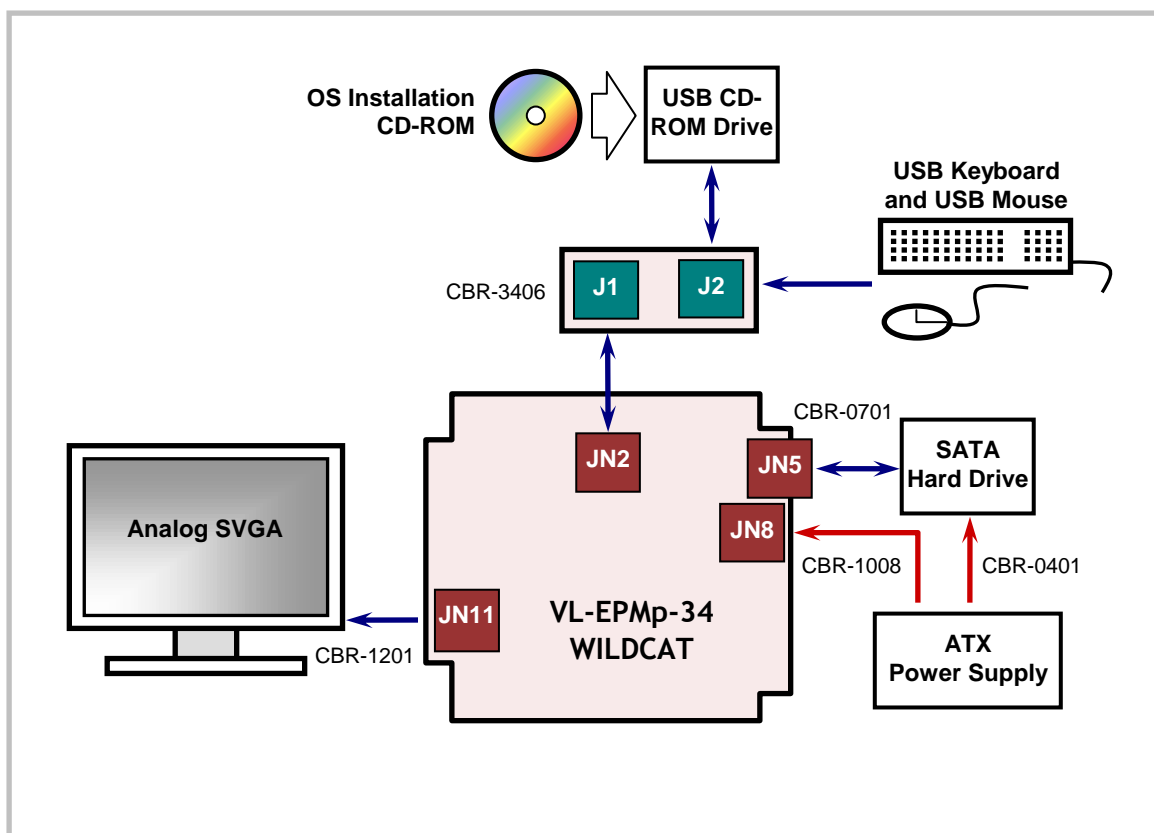 OS Installation
CD-ROM
USB CD-
ROM Drive
USB Keyboard
and USB Mouse
CBR-3406
J1
J2
CBR-0701
JN2
JN5
SATA
Hard Drive
Analog SVGA
JN8
CBR-1008
CBR-0401
JN11
VL-EPMp-34
WILDCAT
CBR-1201
ATX
Power Supply